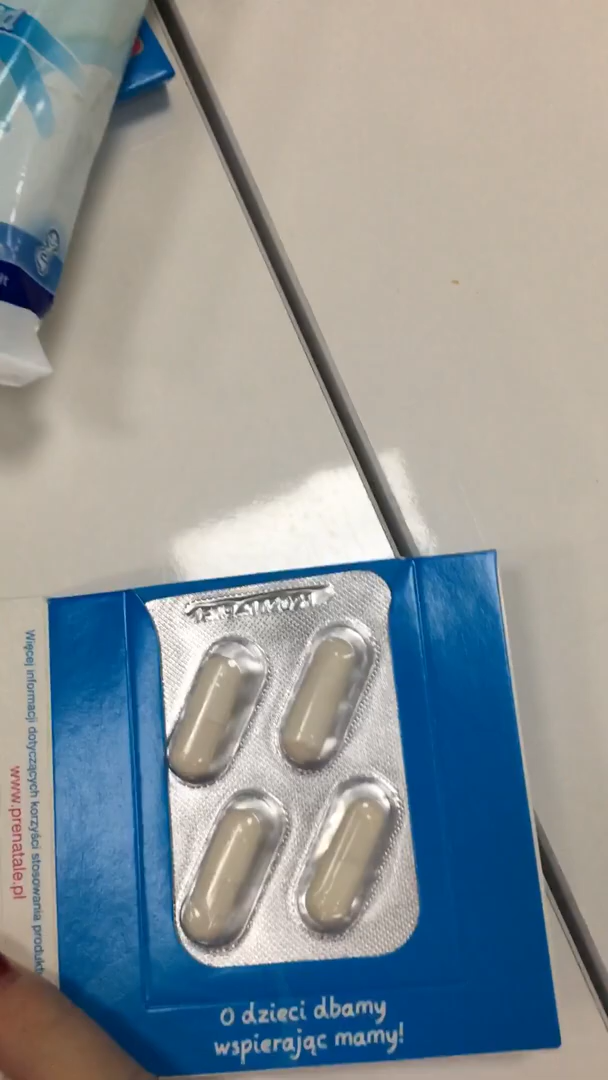 Więcej informacji dotyczących korzyści stosowania produktu
www.prenatale.pl
O dzieci dbamy
wspierając mamy!